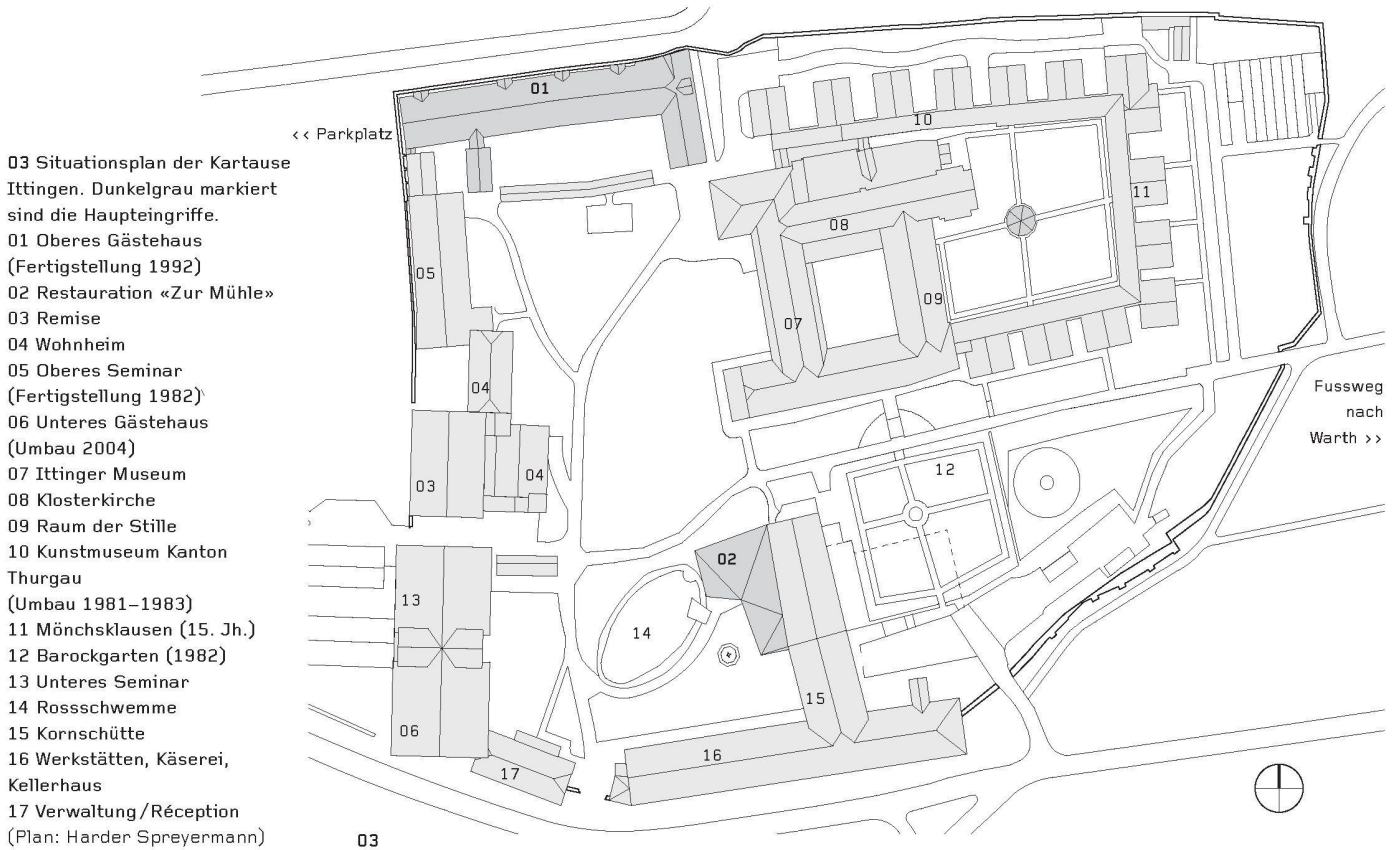 03 Situationsplan der Kartause
Ittingen. Dunkelgrau markiert
sind die Haupteingriffe.
01 Oberes Gästehaus
(Fertigstellung 1992)
02 Restauration «Zur Mühle»
03 Remise
04 Wohnheim
05 Oberes Seminar
(Fertigstellung 1982)
06 Unteres Gästehaus
(Umbau 2004)
07 Ittinger Museum
08 Klosterkirche
09 Raum der Stille
10 Kunstmuseum Kanton
Thurgau
(Umbau 1981–1983)
11 Mönchsklausen (15. Jh.)
12 Barockgarten (1982)
13 Unteres Seminar
14 Rossschwemme
15 Kornschütte
16 Werkstätten, Käserei,
Kellerhaus
17 Verwaltung/Réception
(Plan: Harder Spreyermann)
‹‹ Parkplatz
01
10
11
08
05
09
07
04
Fussweg
nach
Warth ››
12
03
04
02
13
14
15
06
16
17
03